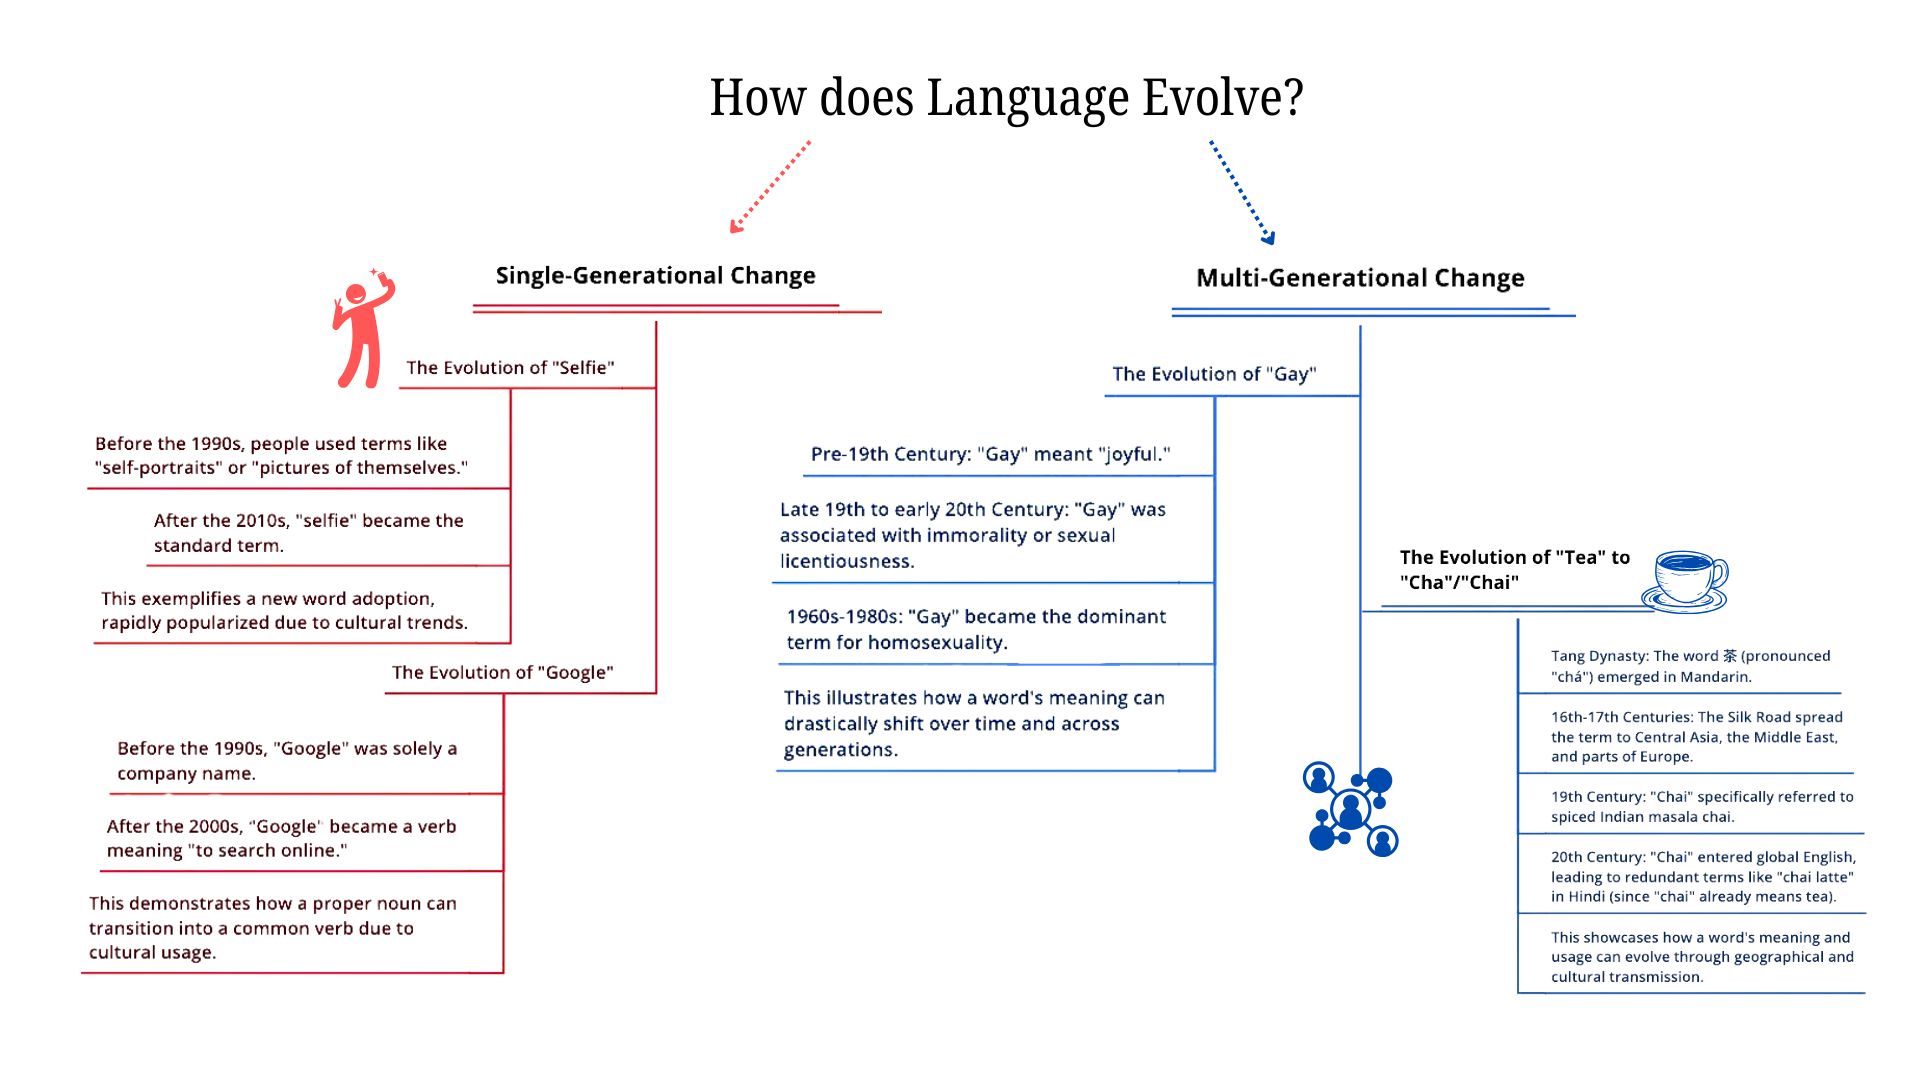 How does Language Evolve?
Single-Generational Change
The Evolution of "Selfie"
Before the 1990s, people used terms like
"self-portraits" or "pictures of themselves."
After the 2010s, "selfie" became the
standard term.
This exemplifies a new word adoption,
rapidly popularized due to cultural trends.
The Evolution of "Google"
Before the 1990s, "Google" was solely a
company name.
After the 2000s, "Google" became a verb
meaning "to search online."
This demonstrates how a proper noun can
transition into a common verb due to
cultural usage.
Multi-Generational Change
The Evolution of "Gay"
Pre-19th Century: "Gay" meant "joyful."
Late 19th to early 20th Century: "Gay" was
associated with immorality or sexual
licentiousness.
1960s-1980s: "Gay" became the dominant
term for homosexuality.
This illustrates how a word's meaning can
drastically shift over time and across
generations.
The Evolution of "Tea" to
"Cha"/"Chai"
Tang Dynasty: The word 茶 (pronounced
"chá") emerged in Mandarin.
16th-17th Centuries: The Silk Road spread
the term to Central Asia, the Middle East,
and parts of Europe.
19th Century: "Chai" specifically referred to
spiced Indian masala chai.
20th Century: "Chai" entered global English,
leading to redundant terms like "chai latte"
in Hindi (since "chai" already means tea).
This showcases how a word's meaning and
usage can evolve through geographical and
cultural transmission.